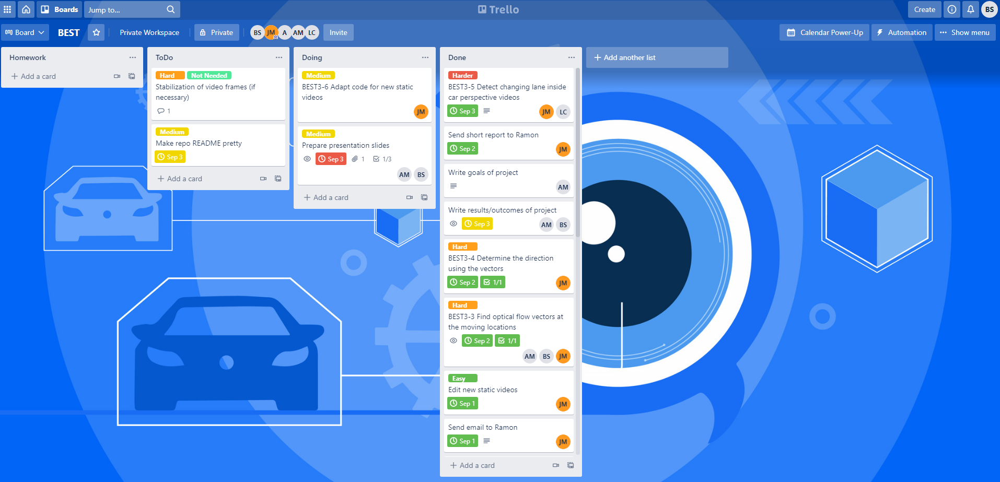 Boards
Jump to...
Trello
Create
BS
Board
BEST
Private Workspace
Private
BS
JM
A
AM
LC
Invite
Calendar Power-Up
Automation
Show menu
Homework
Add a card
ToDo
Hard
Not Needed
Stabilization of video frames (if
necessary)
1
Medium
Make repo README pretty
Sep 3
Add a card
Doing
Medium
BEST3-6 Adapt code for new static
videos
JM
Medium
Prepare presentation slides
Sep 3
1
1/3
AM
BS
Add a card
Done
Harder
BEST3-5 Detect changing lane inside
car perspective videos
Sep 3
JM
LC
Send short report to Ramon
Sep 2
JM
Write goals of project
AM
Write results/outcomes of project
Sep 3
AM
BS
Hard
BEST3-4 Determine the direction
using the vectors
Sep 2
1/1
JM
Hard
BEST3-3 Find optical flow vectors at
the moving locations
Sep 2
1/1
AM
BS
JM
Easy
Edit new static videos
Sep 1
JM
Send email to Ramon
Sep 1
JM
Add a card
Add another list